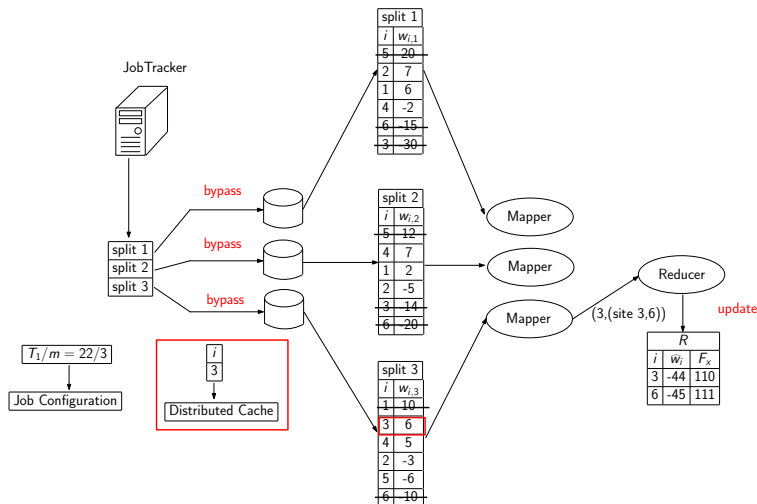 JobTracker
split 1
split 2
split 3
bypass
bypass
bypass
split 1
i w_{i,1}
5 20
2 7
1 6
4 -2
6 -15
3 -30
split 2
i w_{i,2}
5 12
4 7
1 2
2 -5
3 -14
6 -20
split 3
i w_{i,3}
1 10
3 6
4 5
2 -3
5 -6
6 -10
Mapper
Mapper
Mapper
(3,(site 3,6))
Reducer
update
R
i ŵ_i F_x
3 -44 110
6 -45 111
T_1/m = 22/3
Job Configuration
i
3
Distributed Cache